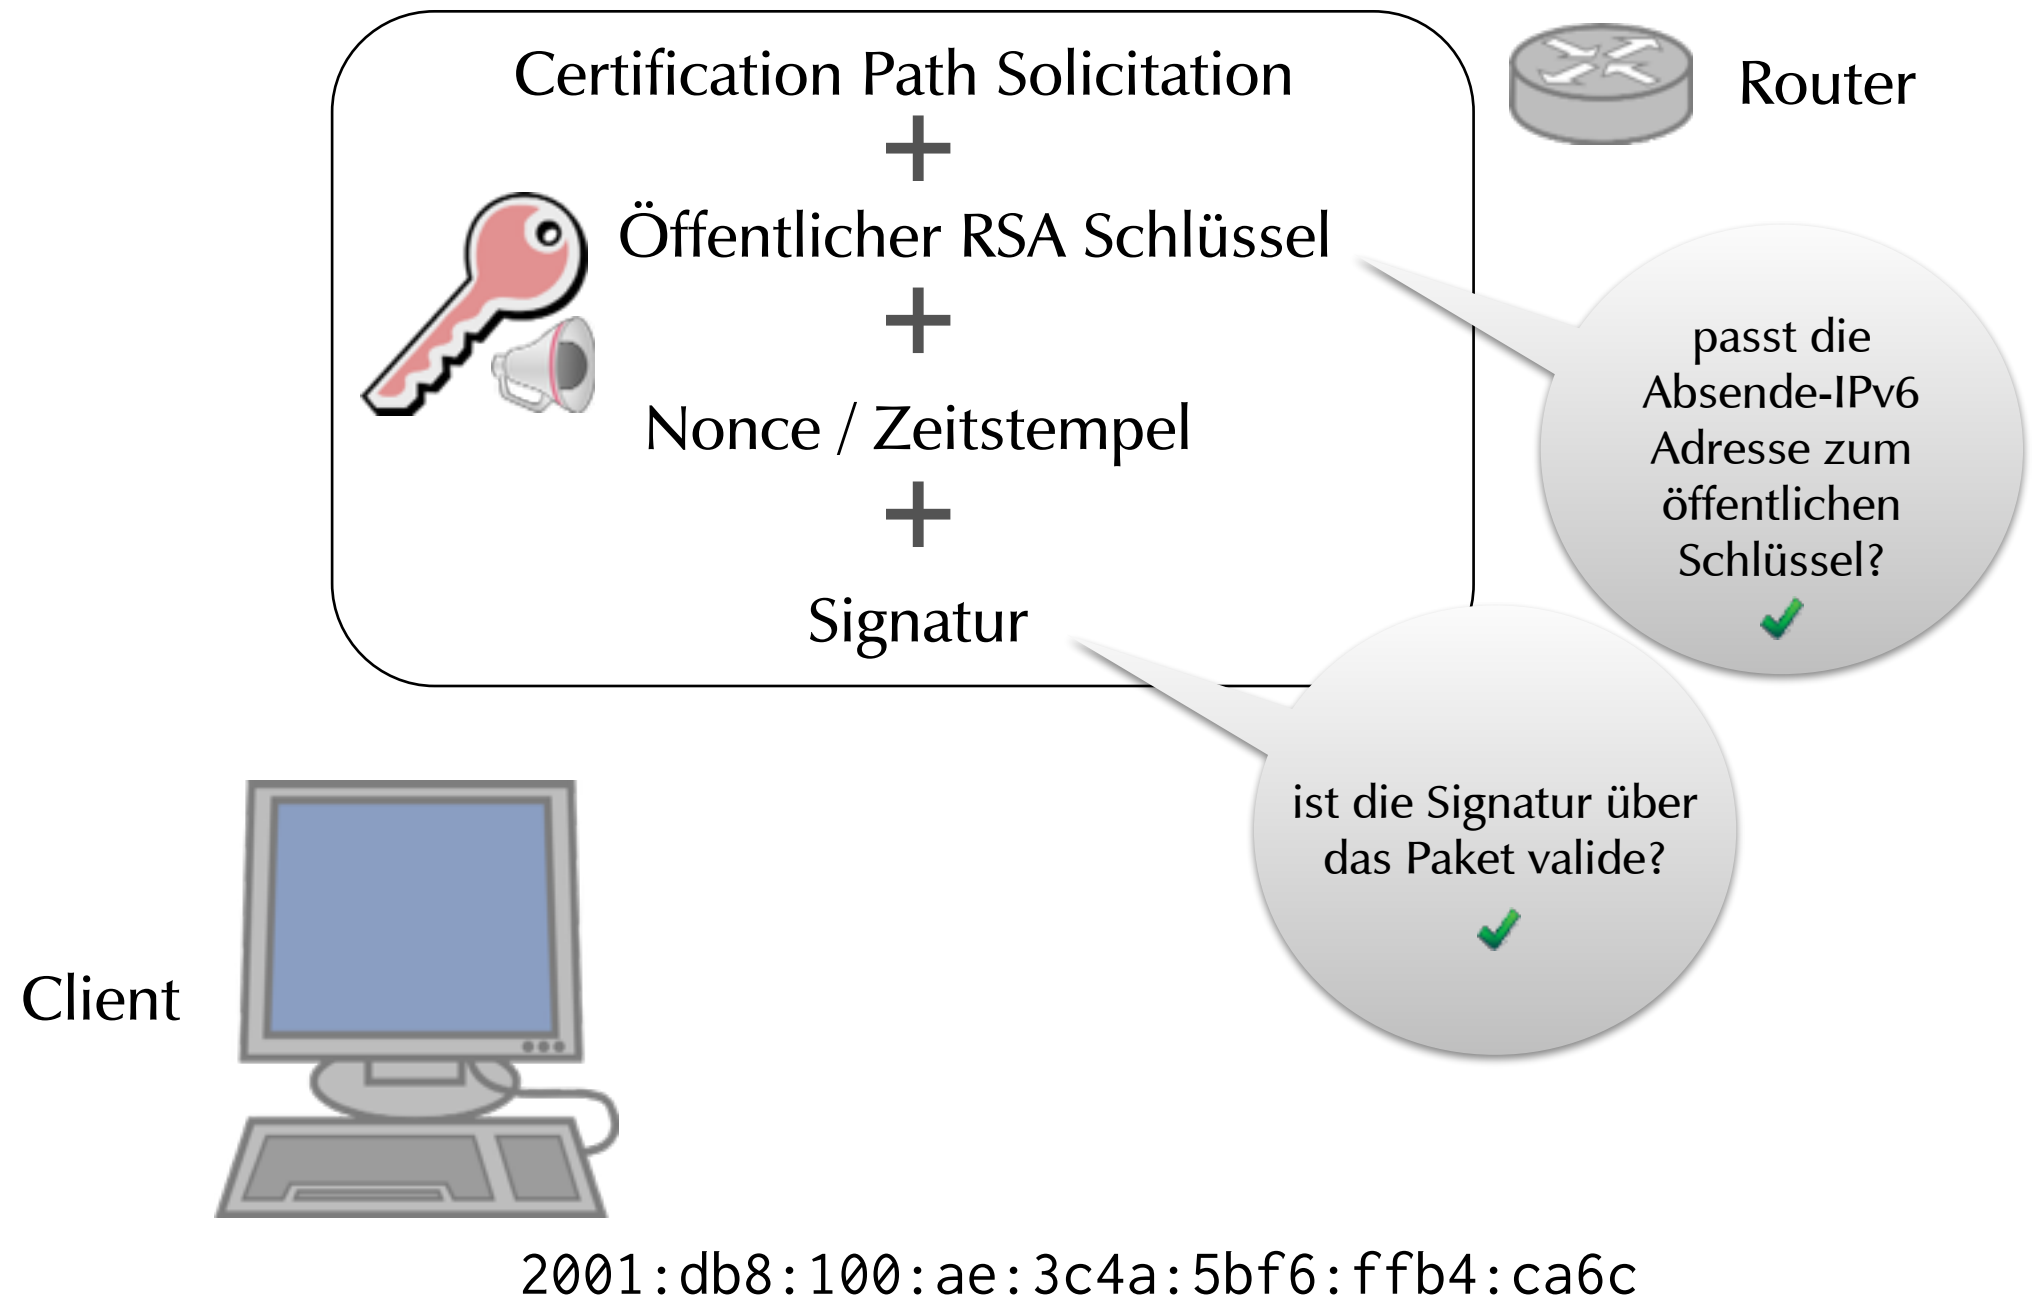 Certification Path Solicitation
Router
Öffentlicher RSA Schlüssel
Nonce / Zeitstempel
Signatur
passt die
Absende-IPv6
Adresse zum
öffentlichen
Schlüssel?
ist die Signatur über
das Paket valide?
Client
2001:db8:100:ae:3c4a:5bf6:ffb4:ca6c